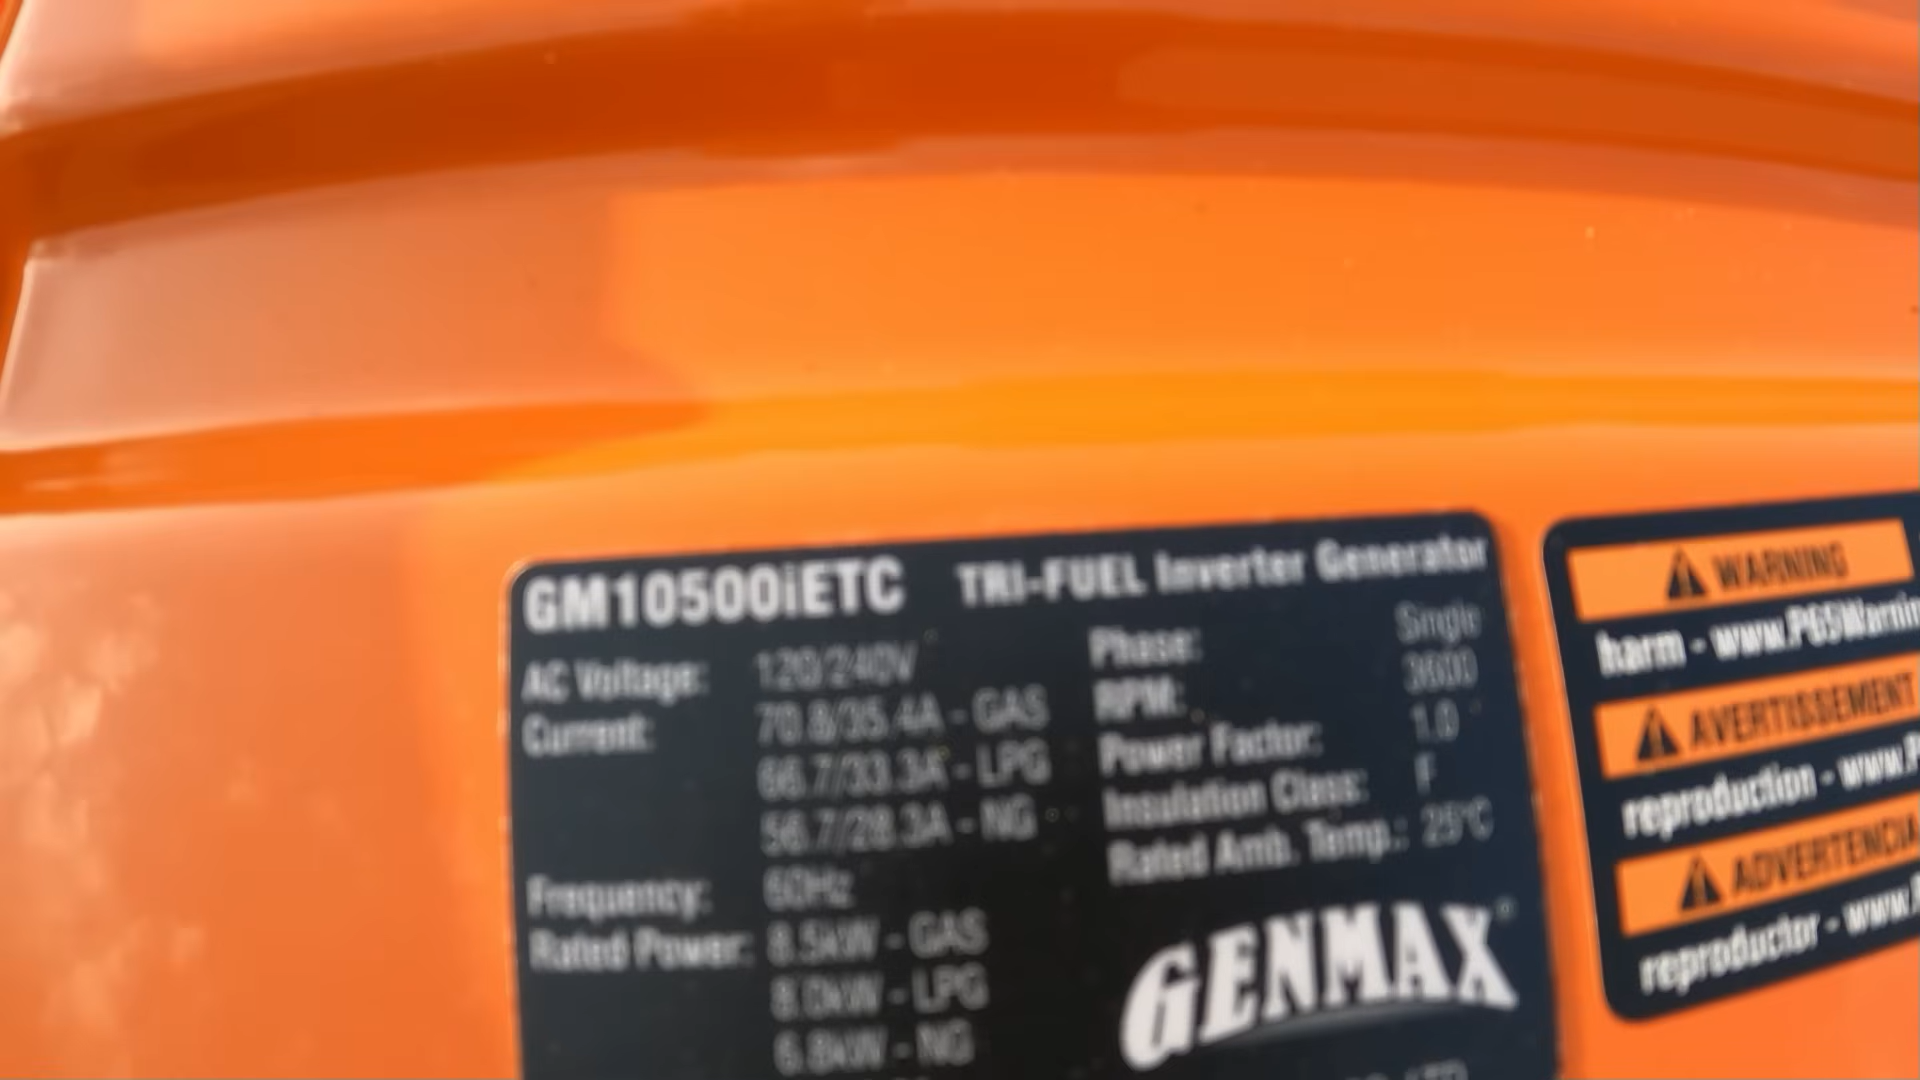 GM10500iETC TRI-FUEL Inverter Generator
AC Voltage: 120/240V
Current: 70.8/35.4A - GAS
66.7/33.3A - LPG
56.7/28.3A - NG
Frequency: 60Hz
Rated Power: 8.5kW - GAS
8.0kW - LPG
6.8kW - NG
Phase: Single
RPM: 3600
Power Factor: 1.0
Insulation Class: F
Rated Amb. Temp.: 25°C
GENMAX
WARNING
harm - www.P65Warnin
AVERTISSEMENT
reproduction - www.P
ADVERTENCIA
reproductor - www.P